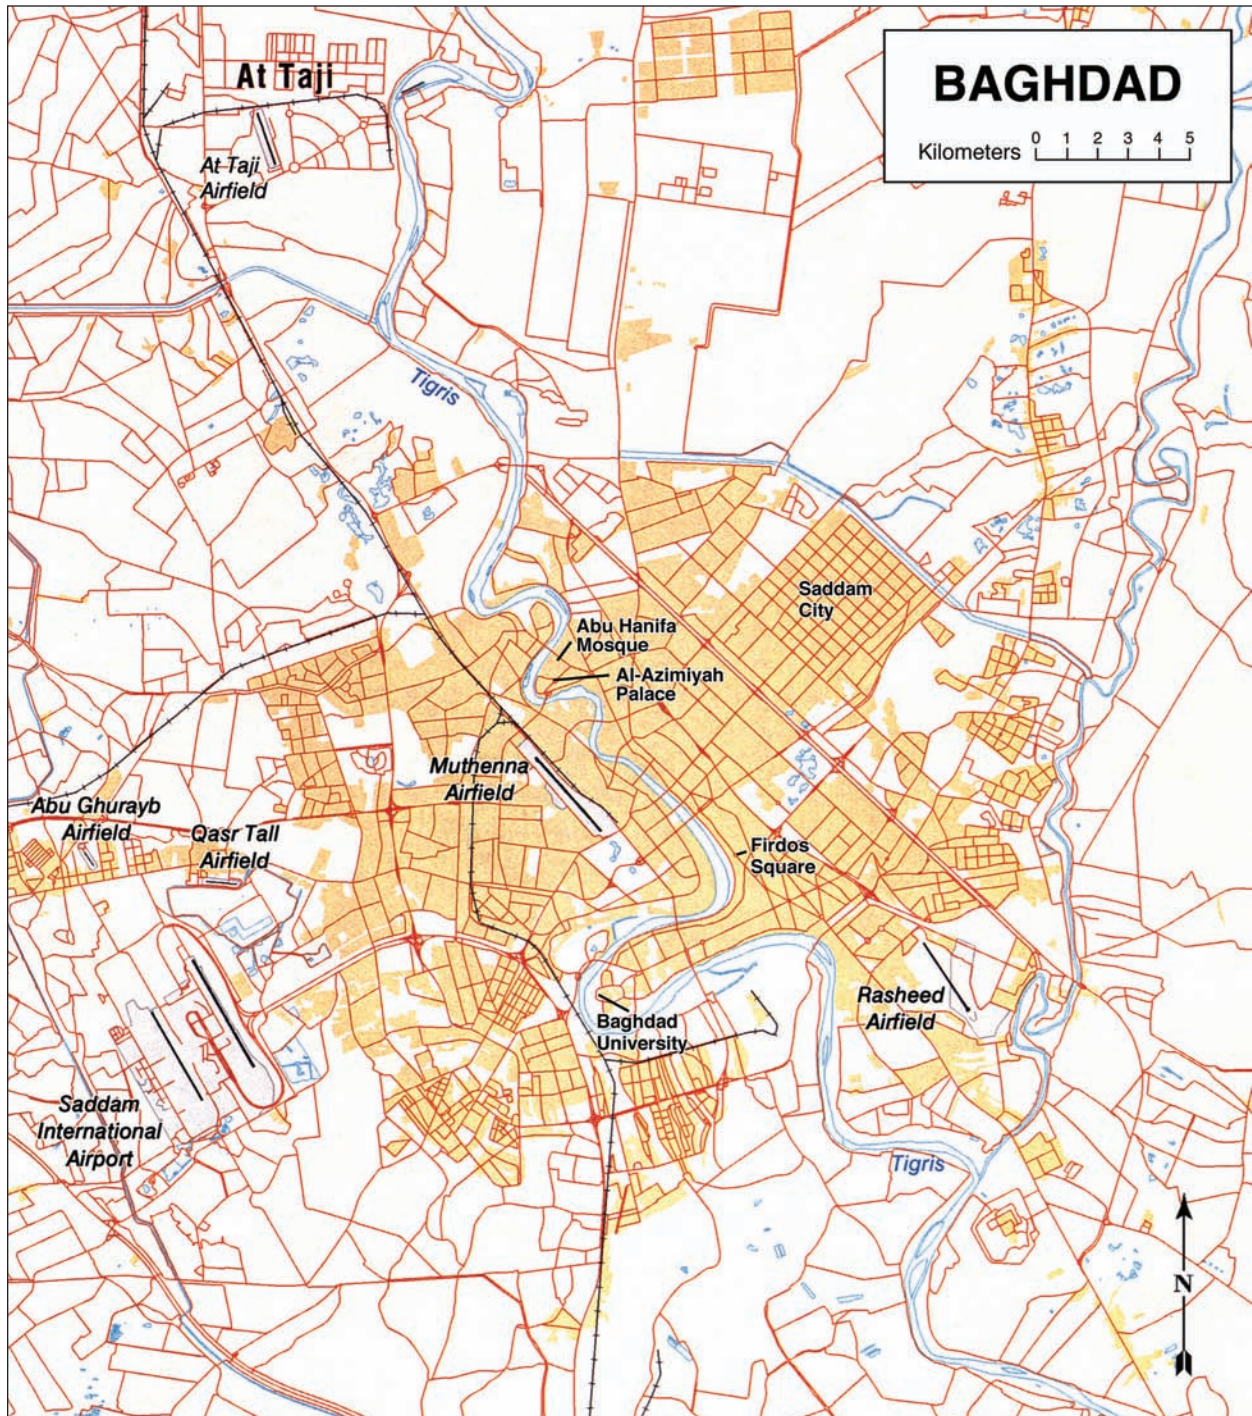 BAGHDAD
Kilometers 0 1 2 3 4 5
At Taji
At Taji
Airfield
Tigris
Saddam
City
Abu Hanifa
Mosque
Al-Azimiyah
Palace
Muthenna
Airfield
Abu Ghurayb
Airfield
Qasr Tall
Airfield
Firdos
Square
Rasheed
Airfield
Baghdad
University
Saddam
International
Airport
Tigris
N